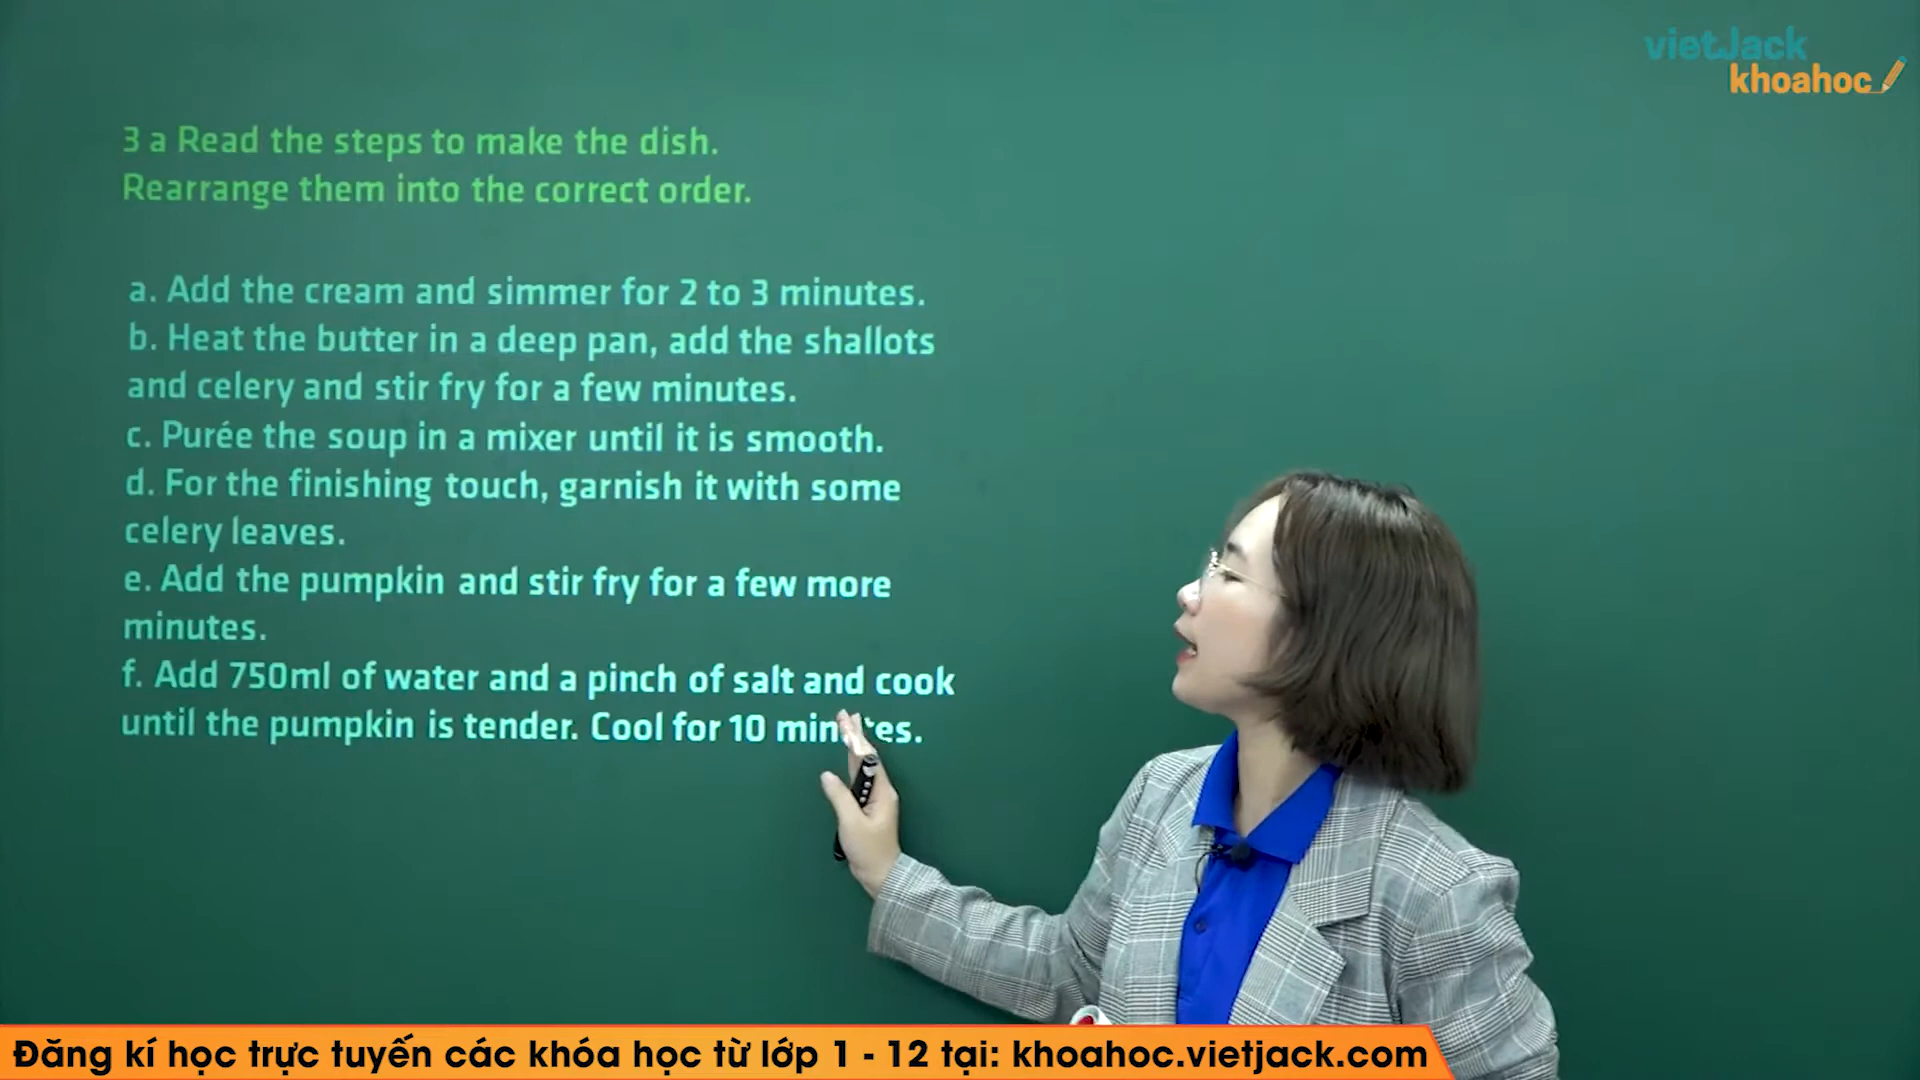 vietJack
khoahoc
3 a Read the steps to make the dish.
Rearrange them into the correct order.
a. Add the cream and simmer for 2 to 3 minutes.
b. Heat the butter in a deep pan, add the shallots
and celery and stir fry for a few minutes.
c. Purée the soup in a mixer until it is smooth.
d. For the finishing touch, garnish it with some
celery leaves.
e. Add the pumpkin and stir fry for a few more
minutes.
f. Add 750ml of water and a pinch of salt and cook
until the pumpkin is tender. Cool for 10 minutes.
Đăng kí học trực tuyến các khóa học từ lớp 1 - 12 tại: khoahoc.vietjack.com